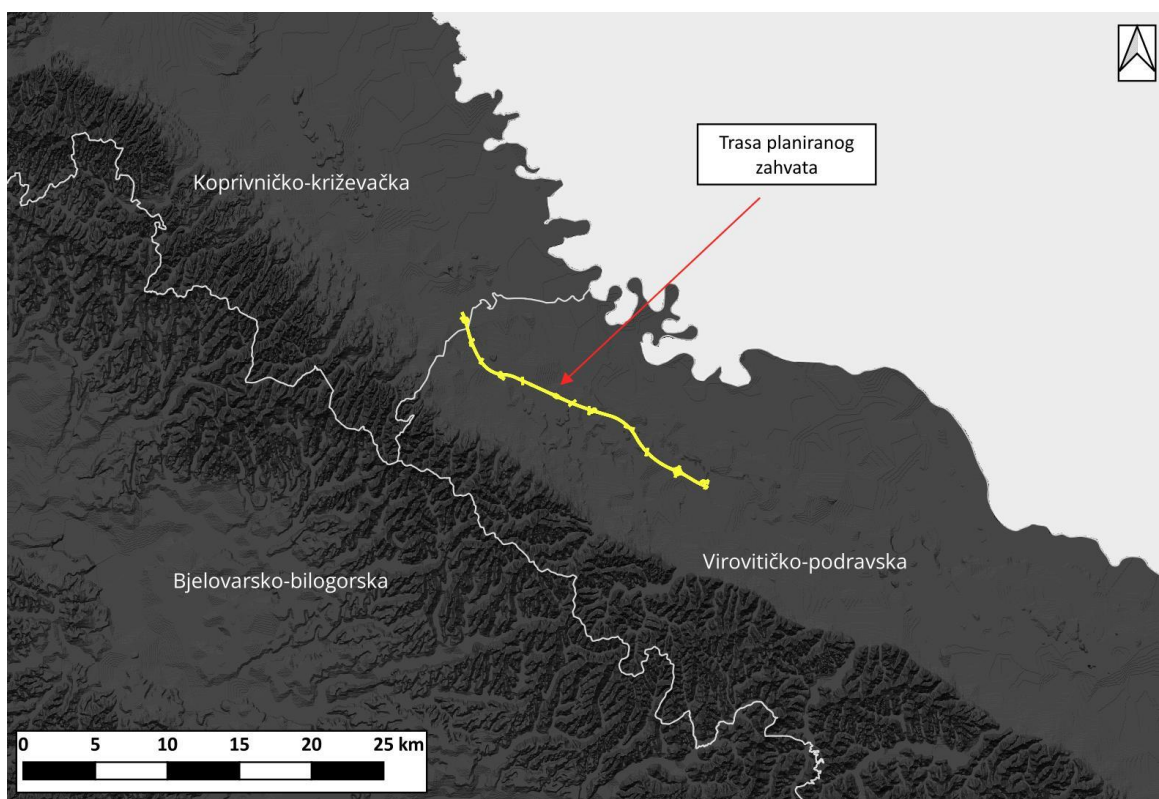 Trasa planiranog
zahvata
Koprivničko-križevačka
Virovitičko-podravska
Bjelovarsko-bilogorska
0 5 10 15 20 25 km